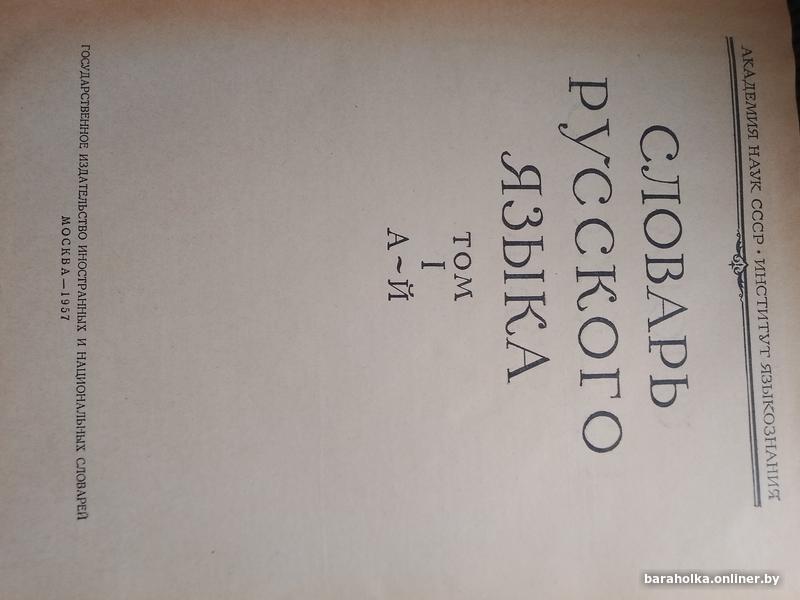 АКАДЕМИЯ НАУК СССР · ИНСТИТУТ ЯЗЫКОЗНАНИЯ
СЛОВАРЬ
РУССКОГО
ЯЗЫКА
ТОМ
I
А~Й
ГОСУДАРСТВЕННОЕ ИЗДАТЕЛЬСТВО ИНОСТРАННЫХ И НАЦИОНАЛЬНЫХ СЛОВАРЕЙ
МОСКВА—1957
baraholka.onliner.by